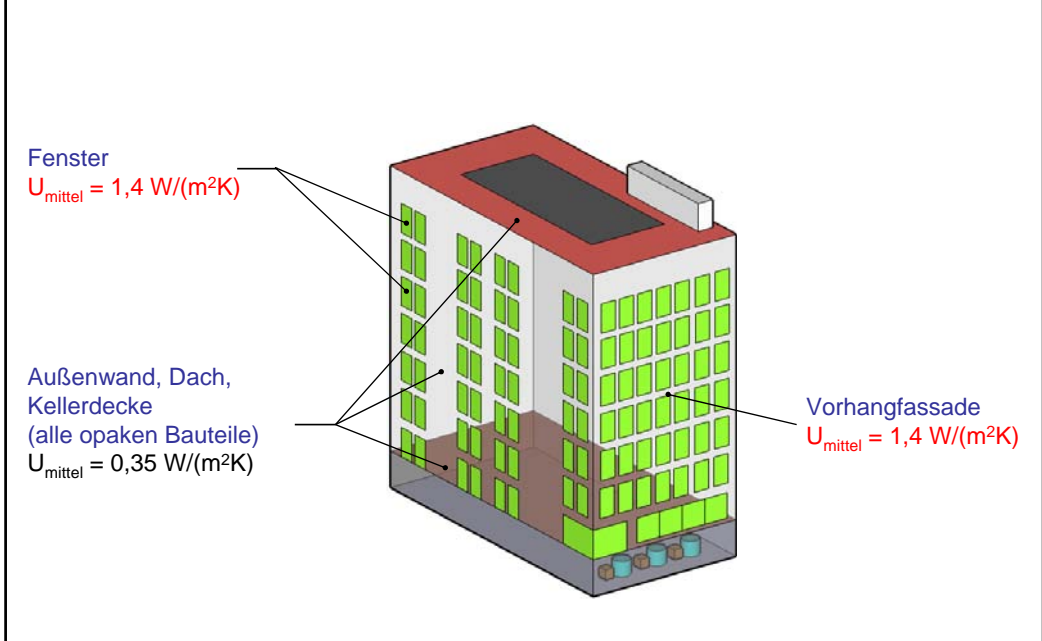 Fenster
Umittel = 1,4 W/(m²K)
Außenwand, Dach,
Kellerdecke
(alle opaken Bauteile)
Umittel = 0,35 W/(m²K)
Vorhangfassade
Umittel = 1,4 W/(m²K)